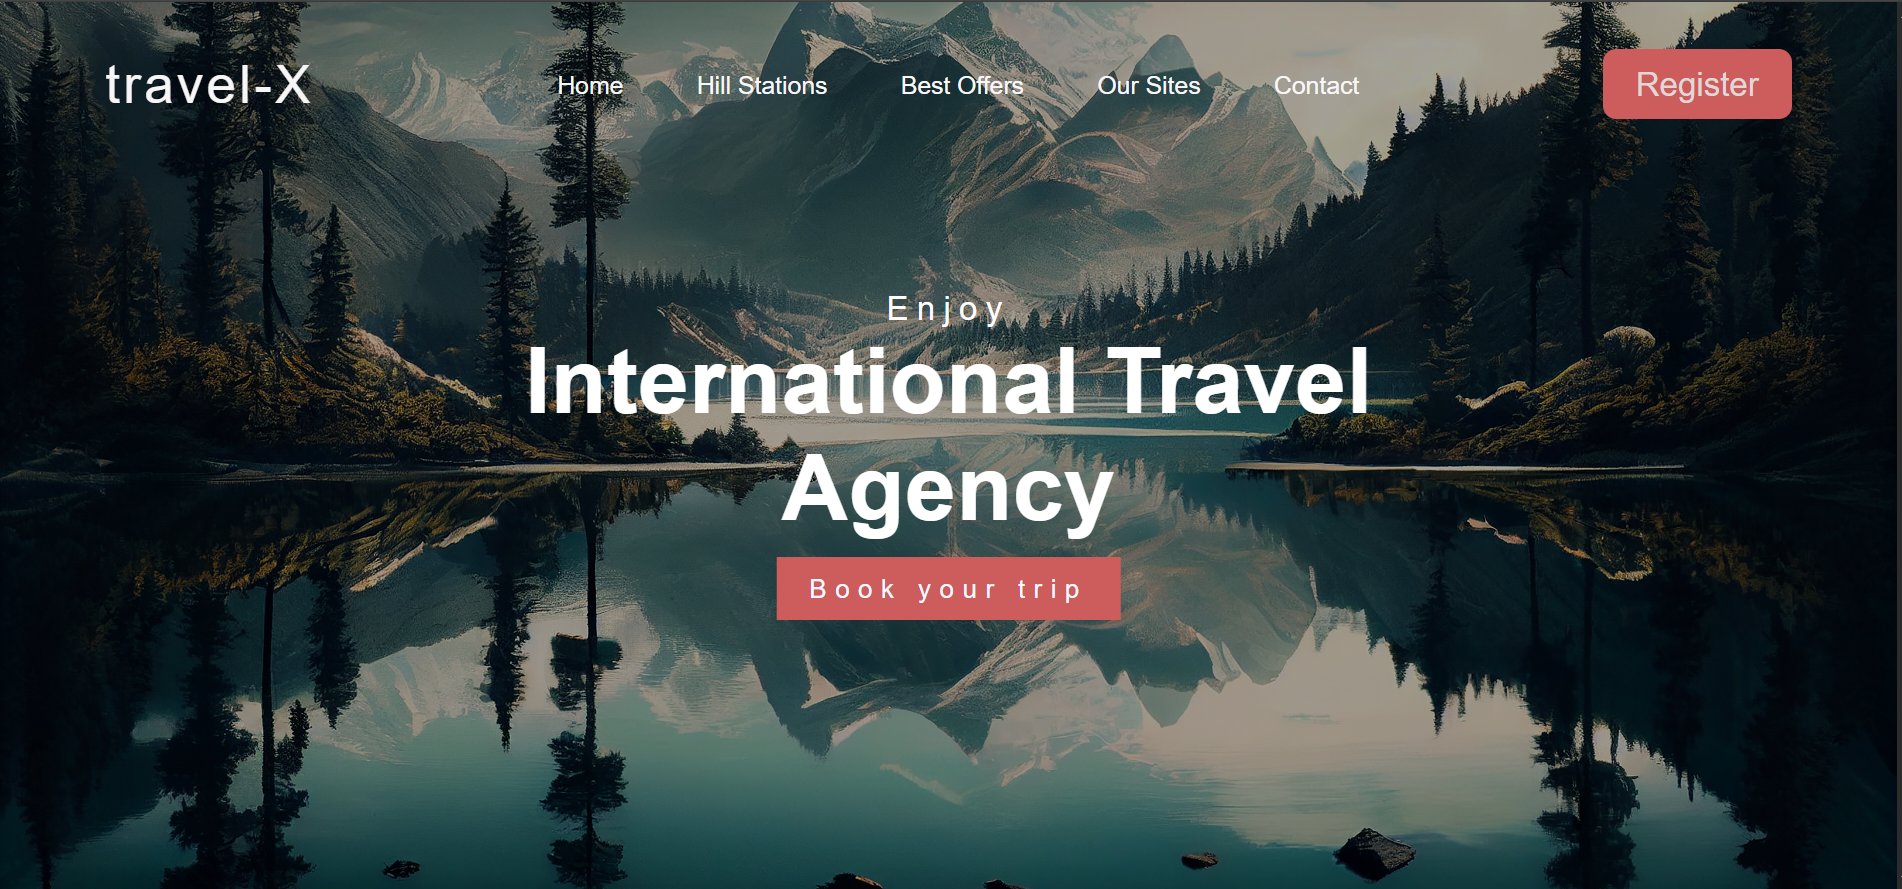 travel-X
Home Hill Stations Best Offers Our Sites Contact
Register
Enjoy
International Travel
Agency
Book your trip